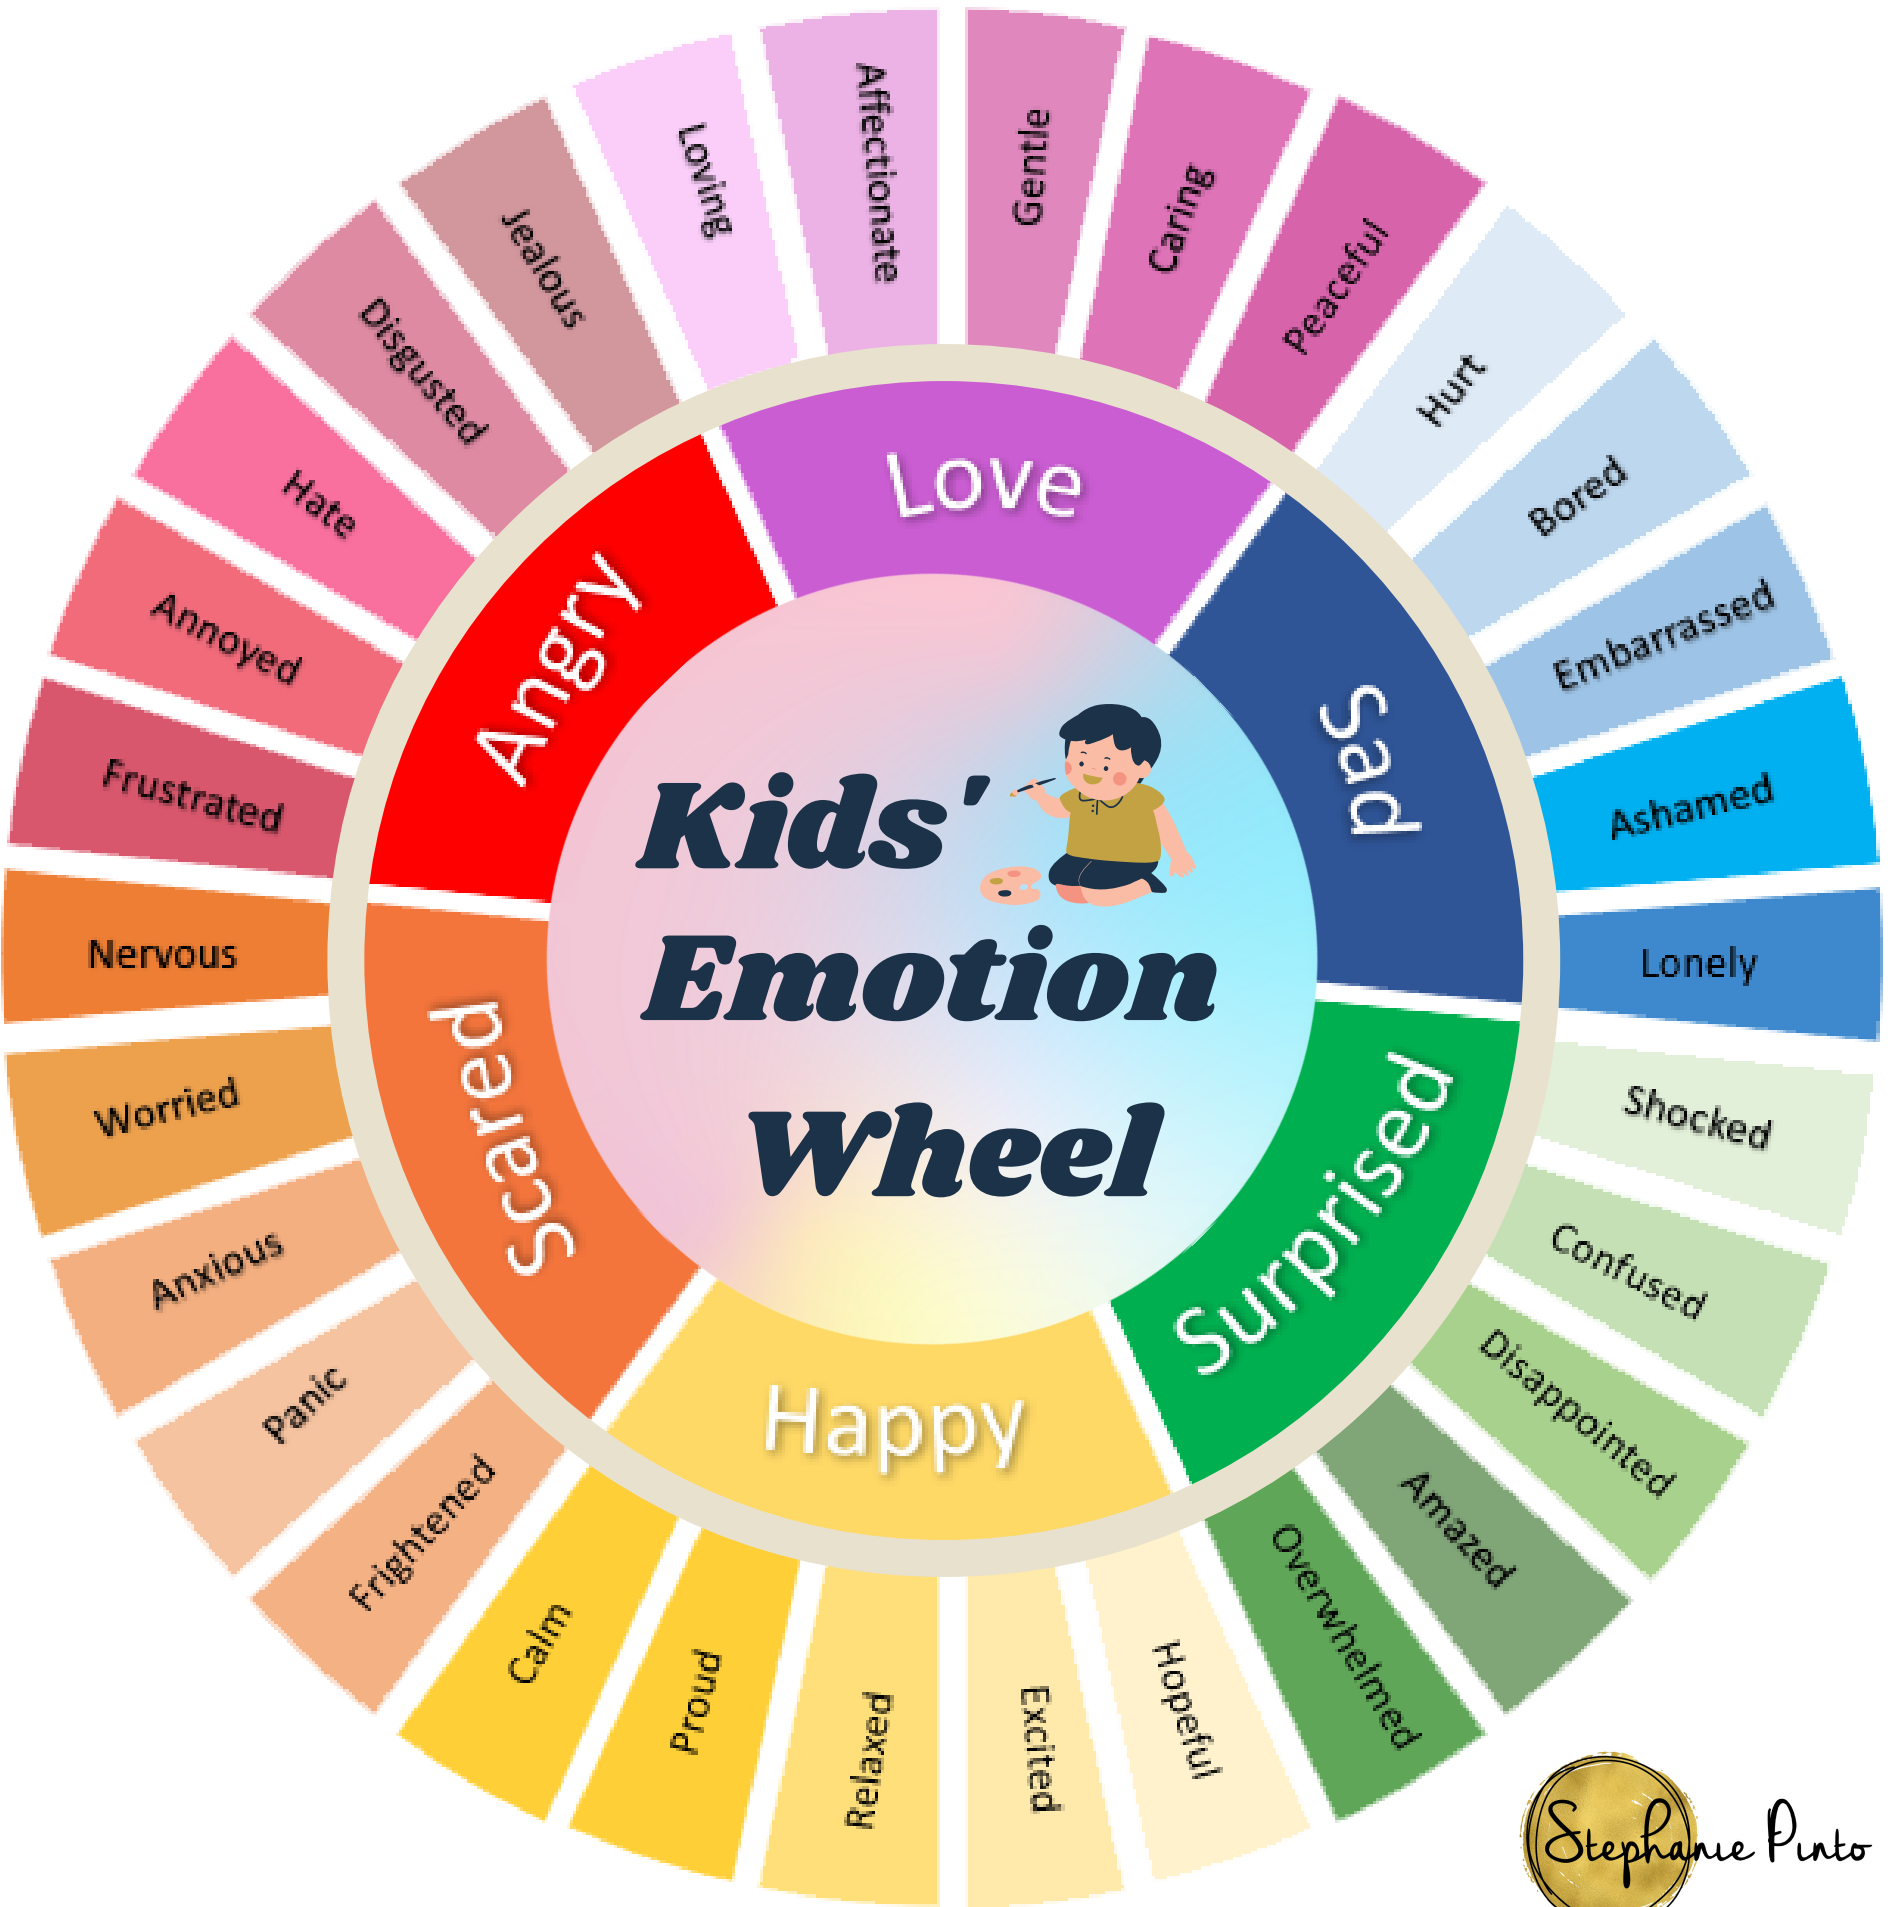 Kids'
Emotion
Wheel
Love
Sad
Surprised
Happy
Scared
Angry
Loving
Affectionate
Gentle
Caring
Peaceful
Hurt
Bored
Embarrassed
Ashamed
Lonely
Shocked
Confused
Disappointed
Amazed
Overwhelmed
Hopeful
Excited
Relaxed
Proud
Calm
Frightened
Panic
Anxious
Worried
Nervous
Frustrated
Annoyed
Hate
Disgusted
Jealous
Stephanie Pinto